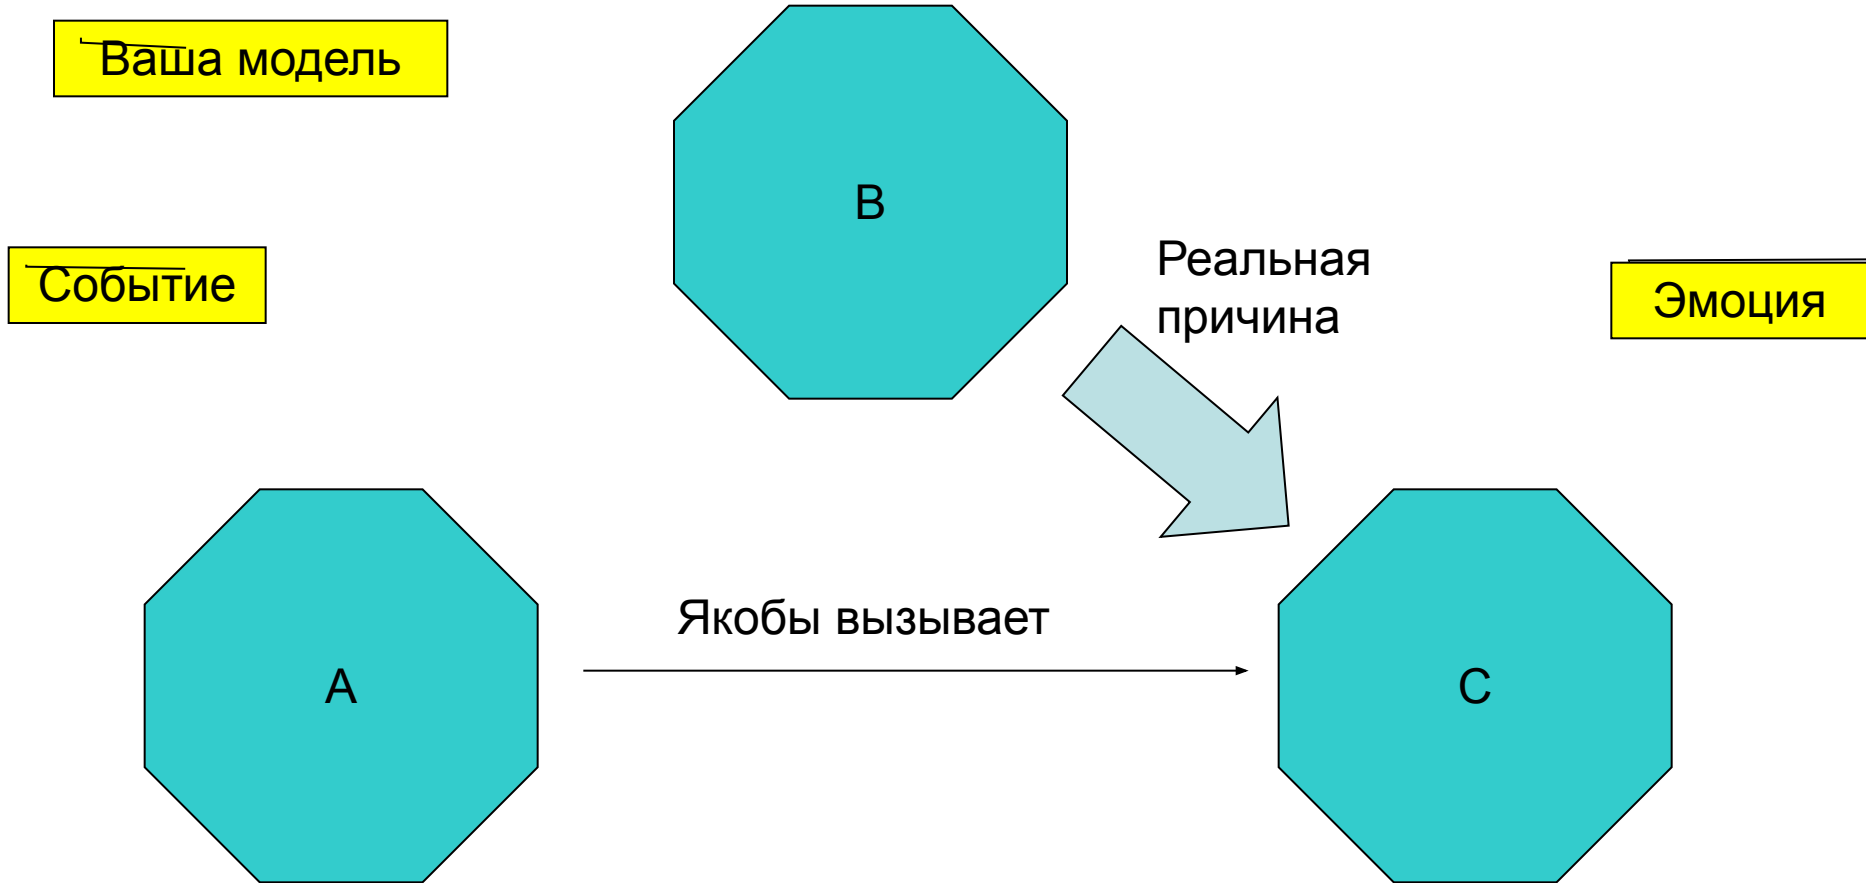 Ваша модель
B
Событие
Реальная
причина
Эмоция
Якобы вызывает
A
C